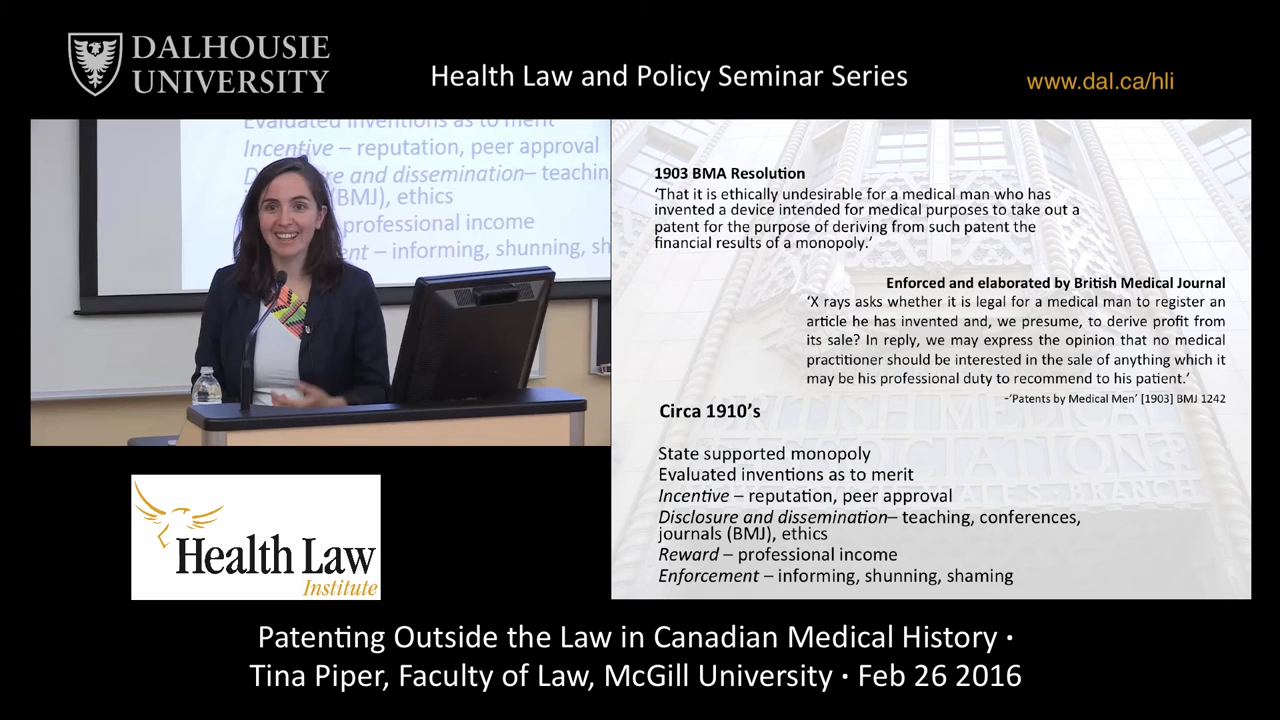 DALHOUSIE
UNIVERSITY
Health Law and Policy Seminar Series
www.dal.ca/hli
Evaluated inventions as to merit
Incentive – reputation, peer approval
re and dissemination– teaching
(BMJ), ethics
professional income
ent – informing, shunning, sh
1903 BMA Resolution
‘That it is ethically undesirable for a medical man who has
invented a device intended for medical purposes to take out a
patent for the purpose of deriving from such patent the
financial results of a monopoly.’
Enforced and elaborated by British Medical Journal
‘X rays asks whether it is legal for a medical man to register an
article he has invented and, we presume, to derive profit from
its sale? In reply, we may express the opinion that no medical
practitioner should be interested in the sale of anything which it
may be his professional duty to recommend to his patient.’
-‘Patents by Medical Men’ [1903] BMJ 1242
Circa 1910’s
State supported monopoly
Evaluated inventions as to merit
Incentive – reputation, peer approval
Disclosure and dissemination– teaching, conferences,
journals (BMJ), ethics
Reward – professional income
Enforcement – informing, shunning, shaming
BRITISH MEDICAL
ASSOCIATION
BRANCH
Health Law
Institute
Patenting Outside the Law in Canadian Medical History ·
Tina Piper, Faculty of Law, McGill University · Feb 26 2016